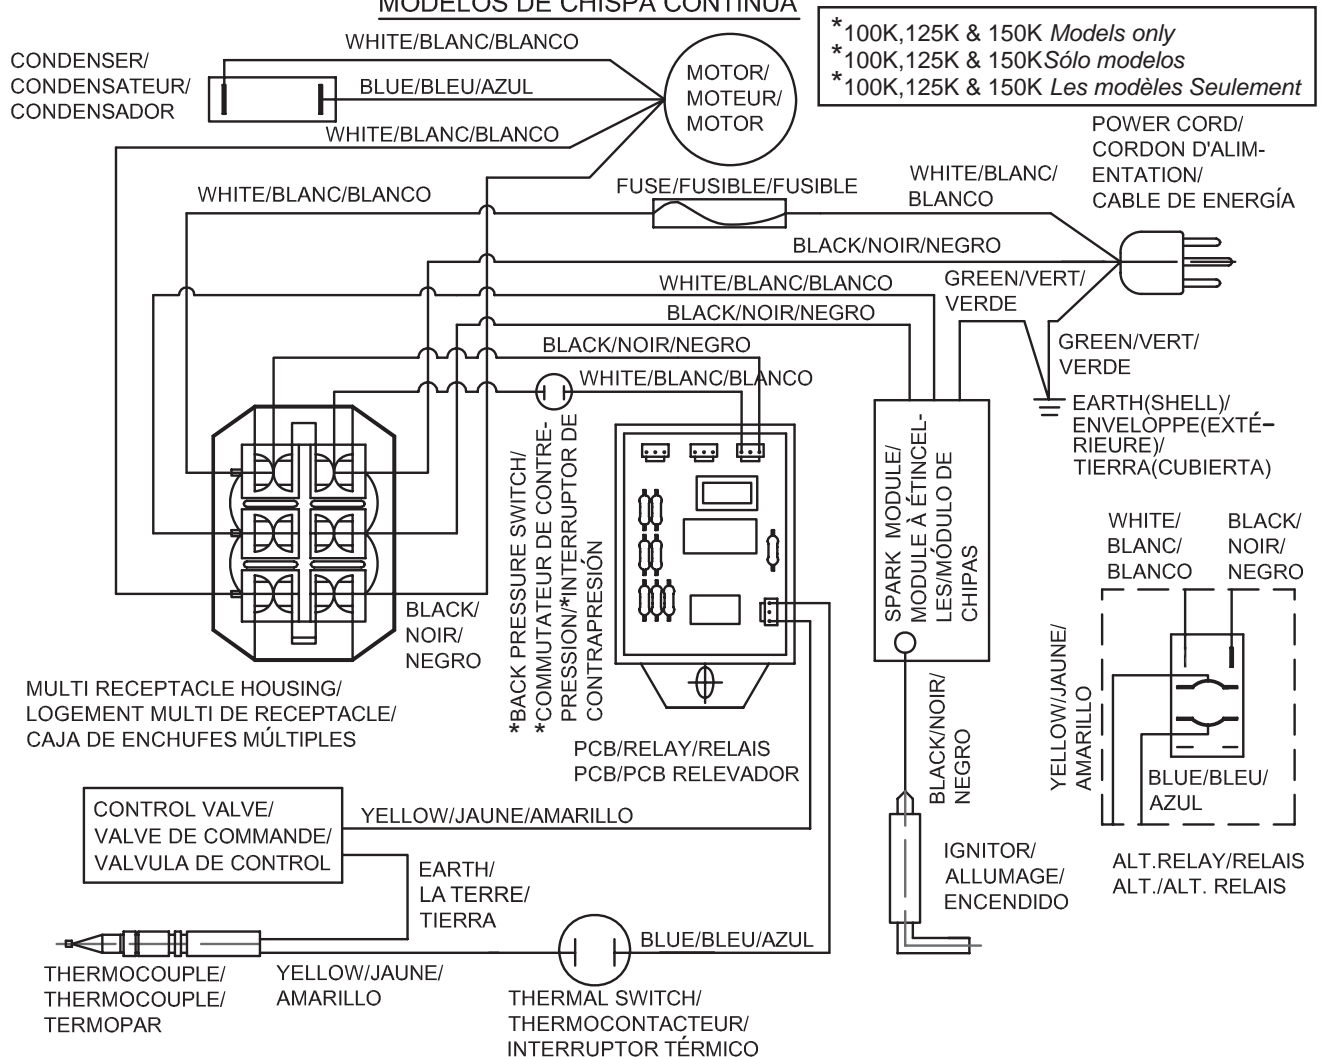 MODELOS DE CHISPA CONTINUA
*100K,125K & 150K Models only
*100K,125K & 150K Sólo modelos
*100K,125K & 150K Les modèles Seulement
CONDENSER/
CONDENSATEUR/
CONDENSADOR
WHITE/BLANC/BLANCO
BLUE/BLEU/AZUL
WHITE/BLANC/BLANCO
MOTOR/
MOTEUR/
MOTOR
POWER CORD/
CORDON D'ALIM-
ENTATION/
CABLE DE ENERGÍA
WHITE/BLANC/BLANCO
FUSE/FUSIBLE/FUSIBLE
WHITE/BLANC/
BLANCO
BLACK/NOIR/NEGRO
WHITE/BLANC/BLANCO
GREEN/VERT/
VERDE
BLACK/NOIR/NEGRO
BLACK/NOIR/NEGRO
GREEN/VERT/
VERDE
WHITE/BLANC/BLANCO
EARTH(SHELL)/
ENVELOPPE(EXTÉ-
RIEURE)/
TIERRA(CUBIERTA)
*BACK PRESSURE SWITCH/
*COMMUTATEUR DE CONTRE-
PRESSION/*INTERRUPTOR DE
CONTRAPRESIÓN
SPARK MODULE/
MODULE À ÉTINCEL-
LES/MÓDULO DE
CHIPAS
WHITE/
BLANC/
BLANCO
BLACK/
NOIR/
NEGRO
BLACK/
NOIR/
NEGRO
MULTI RECEPTACLE HOUSING/
LOGEMENT MULTI DE RECEPTACLE/
CAJA DE ENCHUFES MÚLTIPLES
PCB/RELAY/RELAIS
PCB/PCB RELEVADOR
BLACK/NOIR/
NEGRO
YELLOW/JAUNE/
AMARILLO
BLUE/BLEU/
AZUL
CONTROL VALVE/
VALVE DE COMMANDE/
VALVULA DE CONTROL
YELLOW/JAUNE/AMARILLO
EARTH/
LA TERRE/
TIERRA
IGNITOR/
ALLUMAGE/
ENCENDIDO
ALT.RELAY/RELAIS
ALT./ALT. RELAIS
BLUE/BLEU/AZUL
THERMOCOUPLE/
THERMOCOUPLE/
TERMOPAR
YELLOW/JAUNE/
AMARILLO
THERMAL SWITCH/
THERMOCONTACTEUR/
INTERRUPTOR TÉRMICO